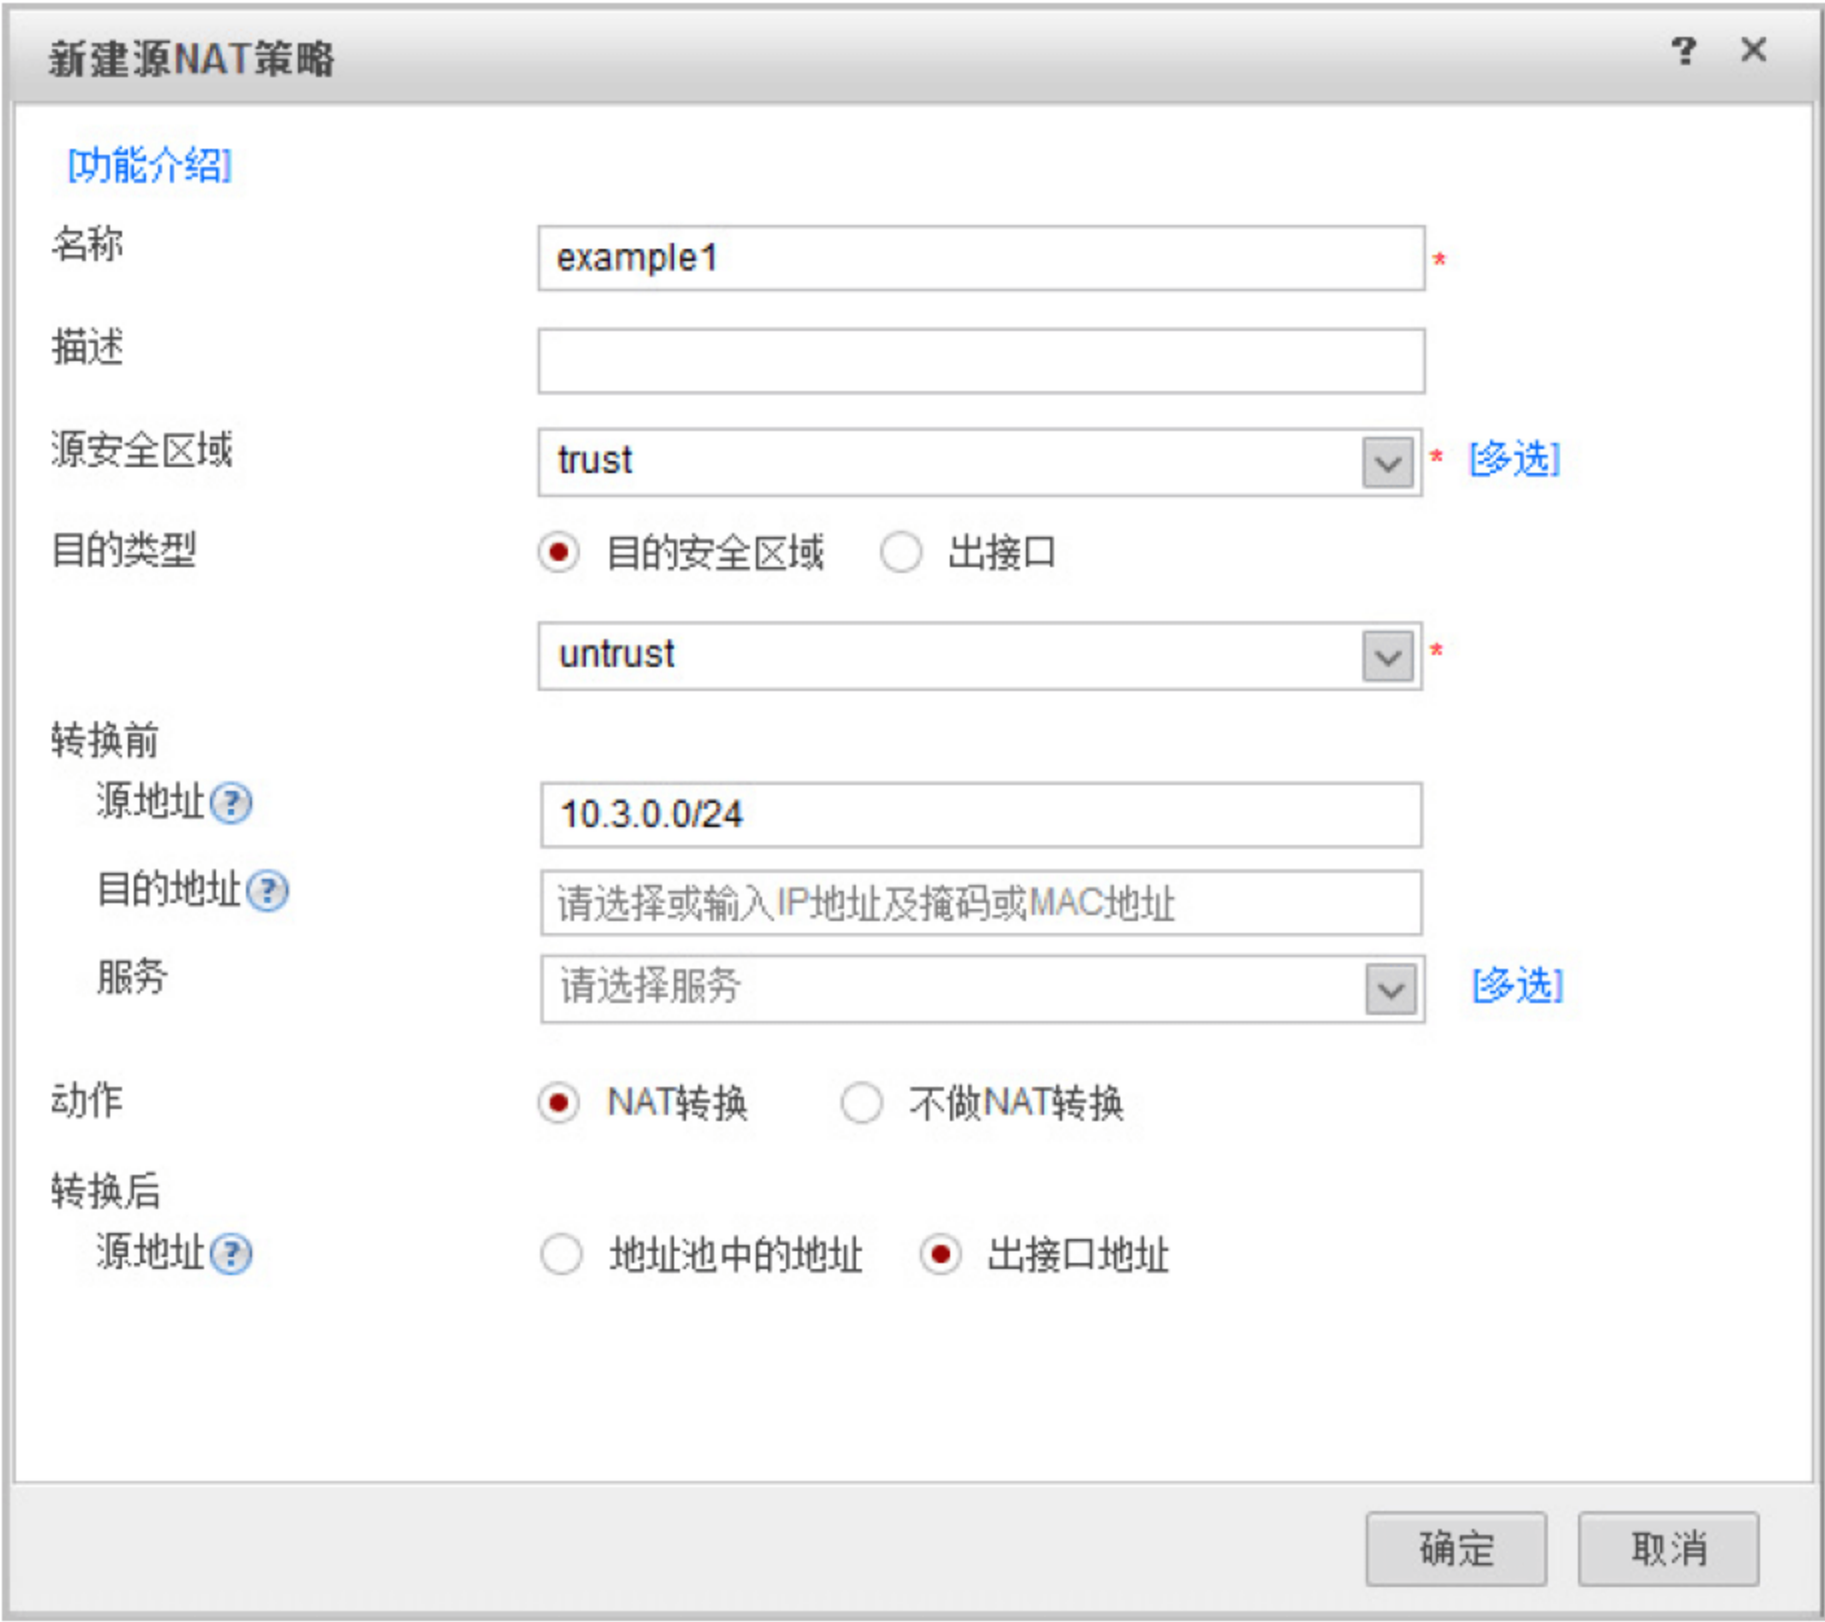 新建源NAT策略 ? ×
[功能介绍]
名称 example1 *
描述
源安全区域 trust * [多选]
目的类型 目的安全区域 出接口
untrust *
转换前
源地址 ? 10.3.0.0/24
目的地址 ? 请选择或输入IP地址及掩码或MAC地址
服务 请选择服务 [多选]
动作 NAT转换 不做NAT转换
转换后
源地址 ? 地址池中的地址 出接口地址
确定 取消